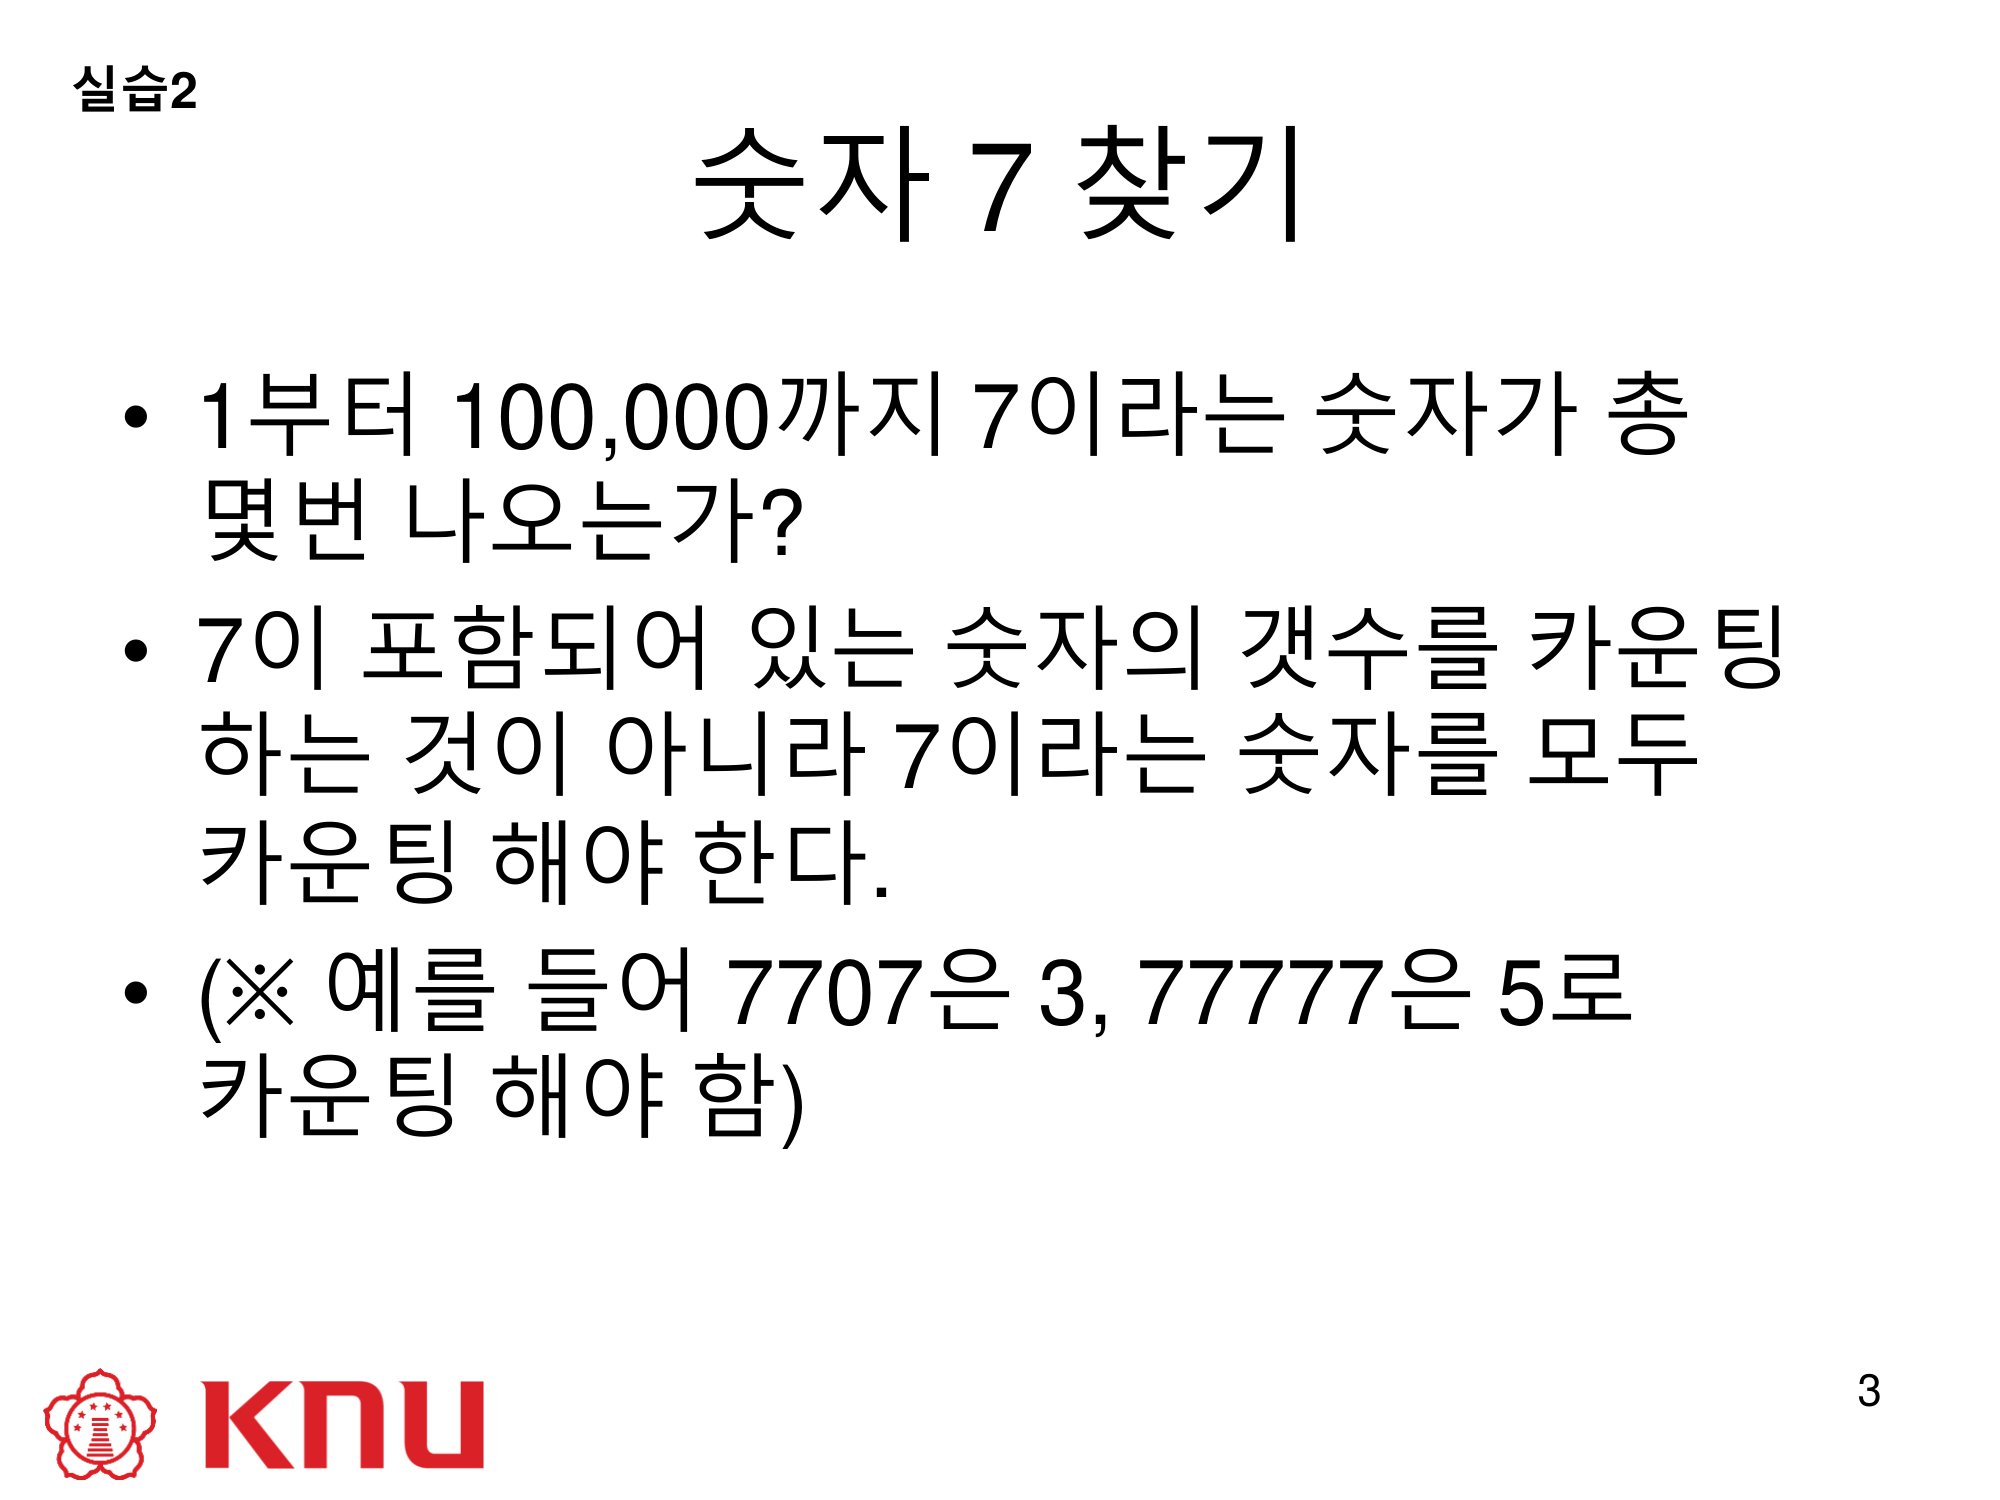 실습2
숫자 7 찾기
• 1부터 100,000까지 7이라는 숫자가 총
몇번 나오는가?
• 7이 포함되어 있는 숫자의 갯수를 카운팅
하는 것이 아니라 7이라는 숫자를 모두
카운팅 해야 한다.
• (※ 예를 들어 7707은 3, 77777은 5로
카운팅 해야 함)
KNU
3